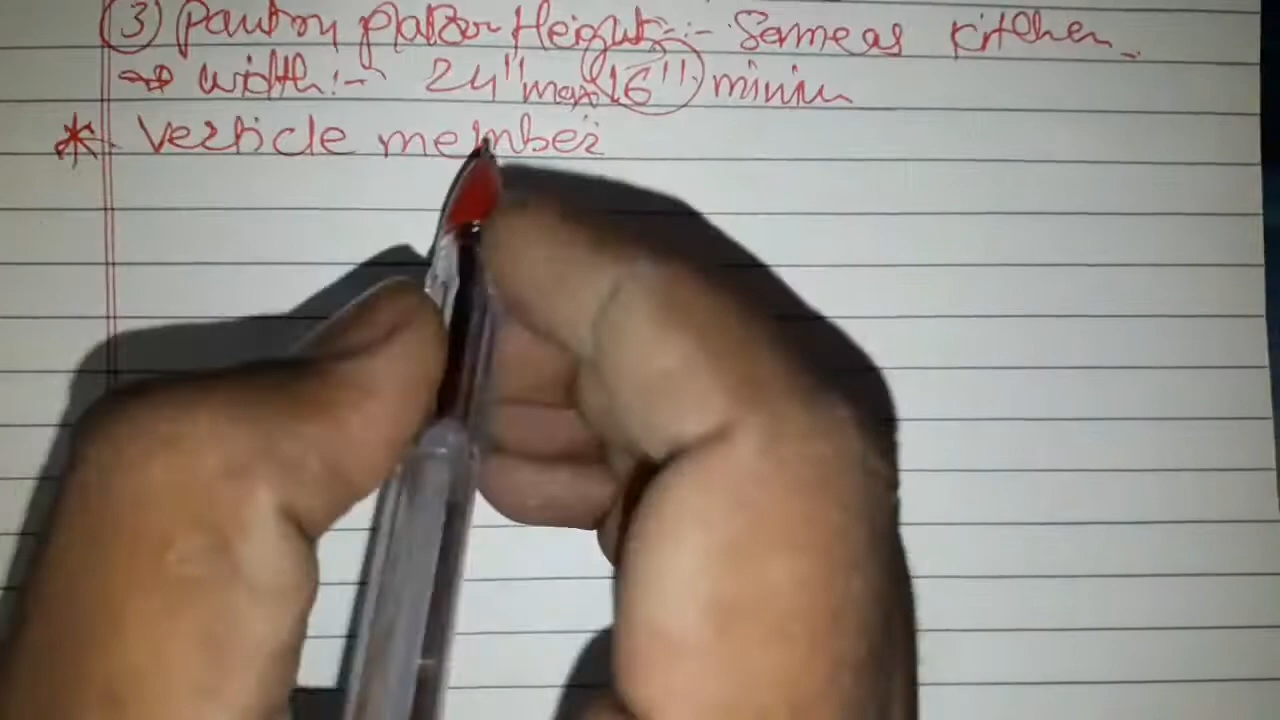 (3) pantry platform Height:- Same as kitchen.
→ width:- 24" max 16" minim
* Verticle member